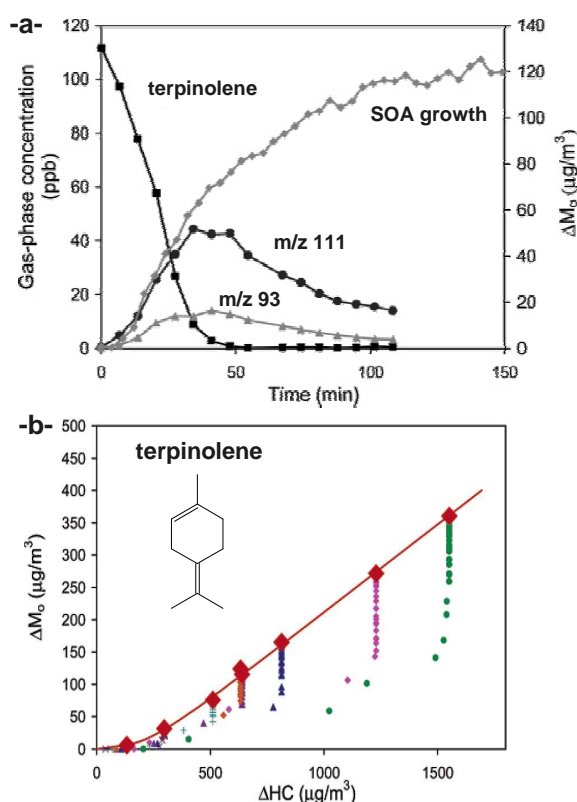 -a-
120
100
80
60
40
20
0
Gas-phase concentration
(ppb)
terpinolene
SOA growth
m/z 111
m/z 93
140
120
100
80
60
40
20
0
ΔMₒ (µg/m³)
0
50
100
150
Time (min)
-b-
terpinolene
500
450
400
350
300
250
200
150
100
50
0
ΔMₒ (µg/m³)
0
500
1000
1500
ΔHC (µg/m³)